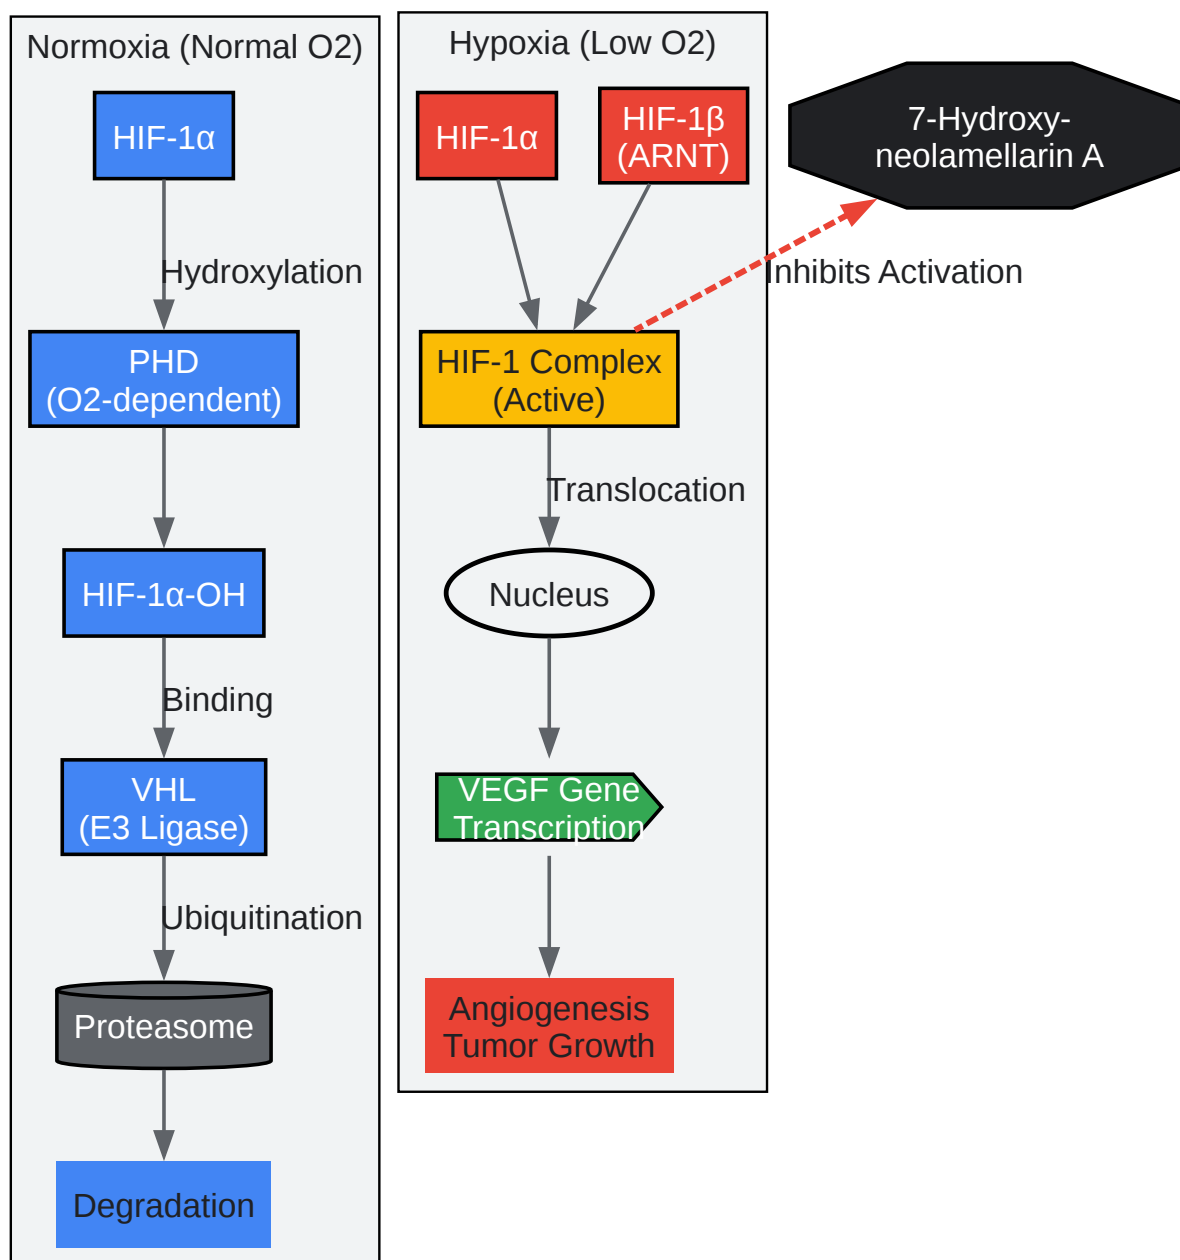 Normoxia (Normal O2)
HIF-1α
Hydroxylation
PHD
(O2-dependent)
HIF-1α-OH
Binding
VHL
(E3 Ligase)
Ubiquitination
Proteasome
Degradation
Hypoxia (Low O2)
HIF-1α
HIF-1β
(ARNT)
HIF-1 Complex
(Active)
Translocation
Nucleus
VEGF Gene
Transcription
Angiogenesis
Tumor Growth
7-Hydroxy-
neolamellarin A
Inhibits Activation